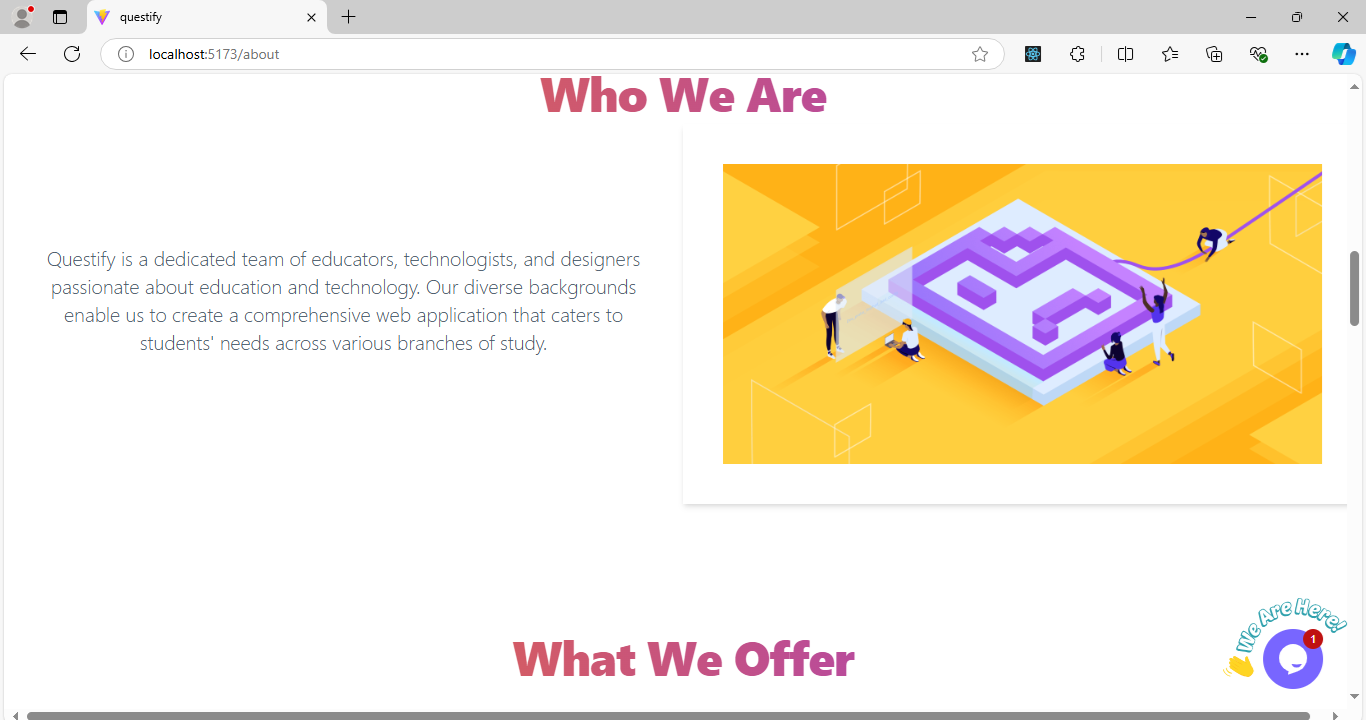 questify
localhost:5173/about
Who We Are
Questify is a dedicated team of educators, technologists, and designers
passionate about education and technology. Our diverse backgrounds
enable us to create a comprehensive web application that caters to
students' needs across various branches of study.
What We Offer
We Are Here!
1